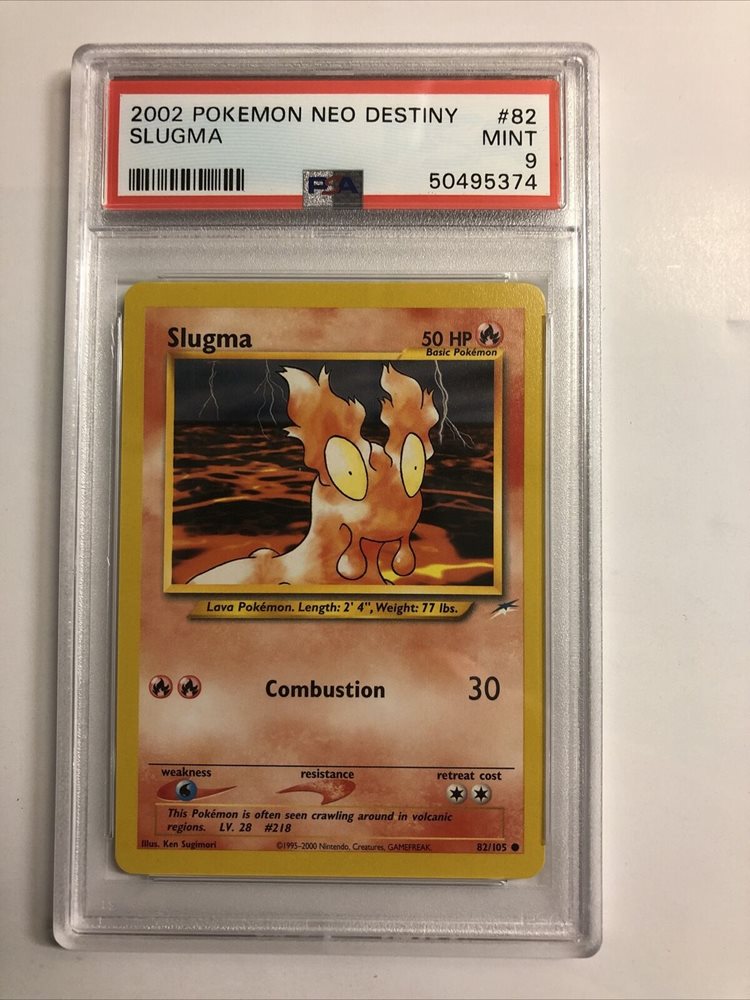 2002 POKEMON NEO DESTINY #82
SLUGMA MINT
9
PSA 50495374
Slugma 50 HP
Basic Pokémon
Lava Pokémon. Length: 2' 4", Weight: 77 lbs.
Combustion 30
weakness resistance retreat cost
This Pokémon is often seen crawling around in volcanic
regions. LV. 28 #218
Illus. Ken Sugimori ©1995-2000 Nintendo, Creatures, GAMEFREAK. 82/105